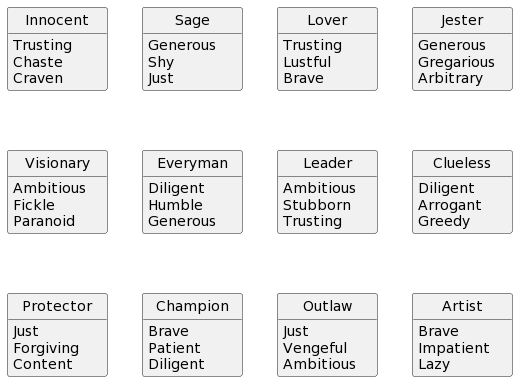 Innocent
Trusting
Chaste
Craven
Sage
Generous
Shy
Just
Lover
Trusting
Lustful
Brave
Jester
Generous
Gregarious
Arbitrary
Visionary
Ambitious
Fickle
Paranoid
Everyman
Diligent
Humble
Generous
Leader
Ambitious
Stubborn
Trusting
Clueless
Diligent
Arrogant
Greedy
Protector
Just
Forgiving
Content
Champion
Brave
Patient
Diligent
Outlaw
Just
Vengeful
Ambitious
Artist
Brave
Impatient
Lazy